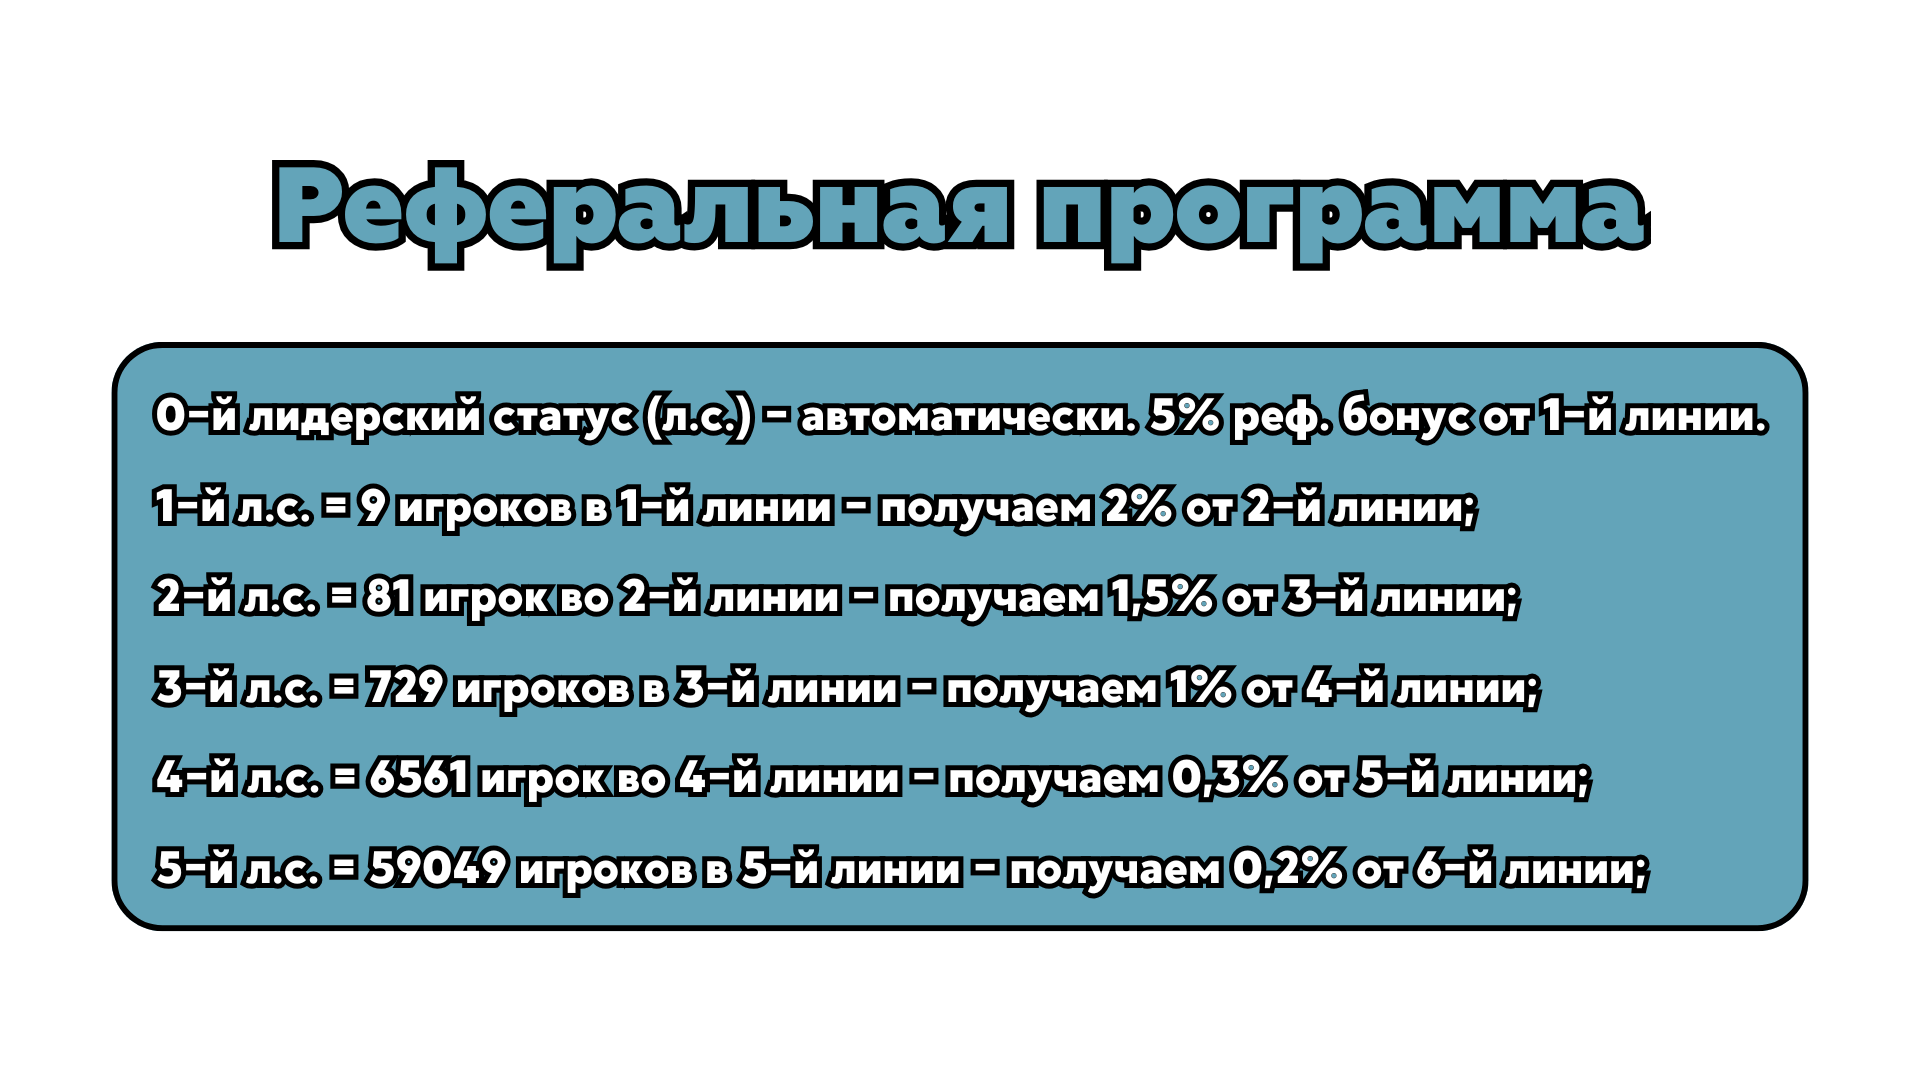 Реферальная программа
0-й лидерский статус (л.с.) - автоматически. 5% реф. бонус от 1-й линии.
1-й л.с. = 9 игроков в 1-й линии - получаем 2% от 2-й линии;
2-й л.с. = 81 игрок во 2-й линии - получаем 1,5% от 3-й линии;
3-й л.с. = 729 игроков в 3-й линии - получаем 1% от 4-й линии;
4-й л.с. = 6561 игрок во 4-й линии - получаем 0,3% от 5-й линии;
5-й л.с. = 59049 игроков в 5-й линии - получаем 0,2% от 6-й линии;